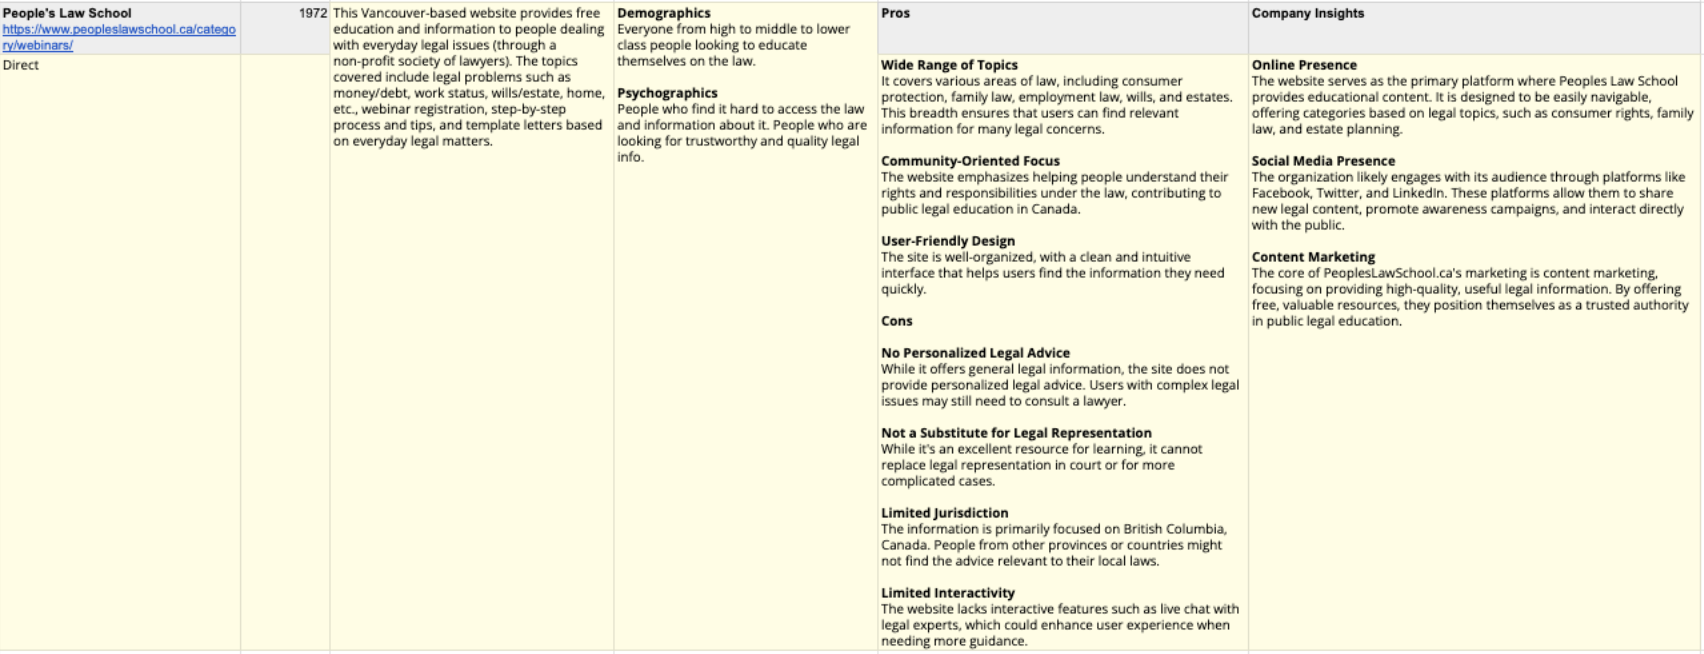 People's Law School
https://www.peopleslawschool.ca/catego
ry/webinars/
Direct
1972
This Vancouver-based website provides free
education and information to people dealing
with everyday legal issues (through a
non-profit society of lawyers). The topics
covered include legal problems such as
money/debt, work status, wills/estate, home,
etc., webinar registration, step-by-step
process and tips, and template letters based
on everyday legal matters.
Demographics
Everyone from high to middle to lower
class people looking to educate
themselves on the law.
Psychographics
People who find it hard to access the law
and information about it. People who are
looking for trustworthy and quality legal
info.
Pros
Wide Range of Topics
It covers various areas of law, including consumer
protection, family law, employment law, wills, and estates.
This breadth ensures that users can find relevant
information for many legal concerns.
Community-Oriented Focus
The website emphasizes helping people understand their
rights and responsibilities under the law, contributing to
public legal education in Canada.
User-Friendly Design
The site is well-organized, with a clean and intuitive
interface that helps users find the information they need
quickly.
Cons
No Personalized Legal Advice
While it offers general legal information, the site does not
provide personalized legal advice. Users with complex legal
issues may still need to consult a lawyer.
Not a Substitute for Legal Representation
While it's an excellent resource for learning, it cannot
replace legal representation in court or for more
complicated cases.
Limited Jurisdiction
The information is primarily focused on British Columbia,
Canada. People from other provinces or countries might
not find the advice relevant to their local laws.
Limited Interactivity
The website lacks interactive features such as live chat with
legal experts, which could enhance user experience when
needing more guidance.
Company Insights
Online Presence
The website serves as the primary platform where Peoples Law School
provides educational content. It is designed to be easily navigable,
offering categories based on legal topics, such as consumer rights, family
law, and estate planning.
Social Media Presence
The organization likely engages with its audience through platforms like
Facebook, Twitter, and LinkedIn. These platforms allow them to share
new legal content, promote awareness campaigns, and interact directly
with the public.
Content Marketing
The core of PeoplesLawSchool.ca's marketing is content marketing,
focusing on providing high-quality, useful legal information. By offering
free, valuable resources, they position themselves as a trusted authority
in public legal education.